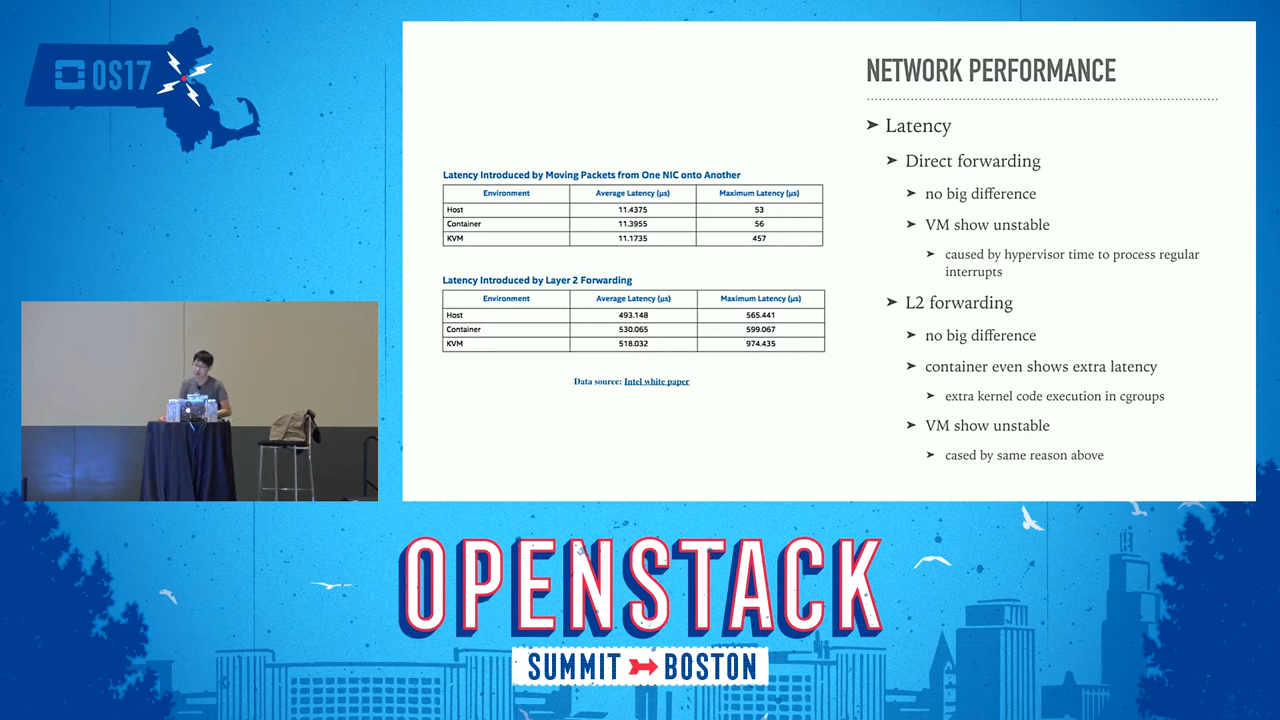 OS17
NETWORK PERFORMANCE
➤ Latency
➤ Direct forwarding
➤ no big difference
➤ VM show unstable
➤ caused by hypervisor time to process regular
interrupts
➤ L2 forwarding
➤ no big difference
➤ container even shows extra latency
➤ extra kernel code execution in cgroups
➤ VM show unstable
➤ cased by same reason above
Latency Introduced by Moving Packets from One NIC onto Another
Environment Average Latency (µs) Maximum Latency (µs)
Host 11.4375 53
Container 11.3955 56
KVM 11.1735 457
Latency Introduced by Layer 2 Forwarding
Environment Average Latency (µs) Maximum Latency (µs)
Host 493.148 565.441
Container 530.065 599.067
KVM 518.032 974.435
Data source: Intel white paper
OPENSTACK
SUMMIT BOSTON